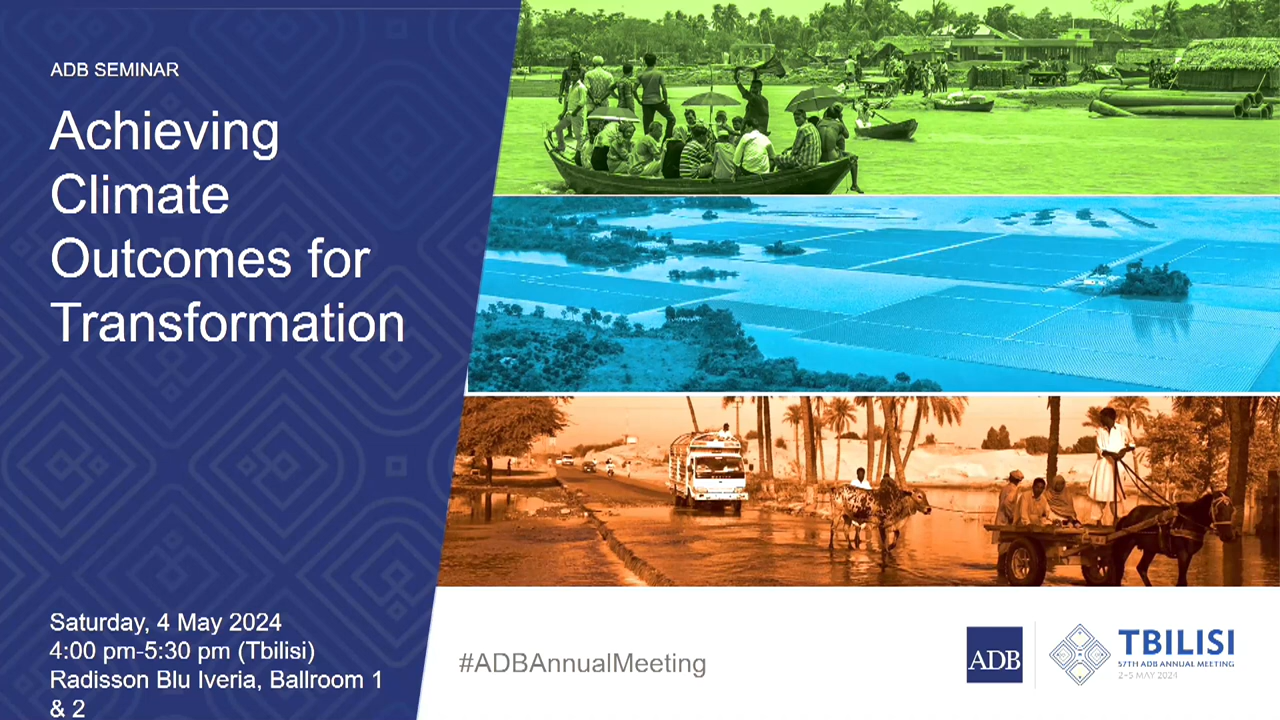 ADB SEMINAR
Achieving
Climate
Outcomes for
Transformation
Saturday, 4 May 2024
4:00 pm-5:30 pm (Tbilisi)
Radisson Blu Iveria, Ballroom 1
& 2
#ADBAnnualMeeting
ADB
TBILISI
57TH ADB ANNUAL MEETING
2–5 MAY 2024